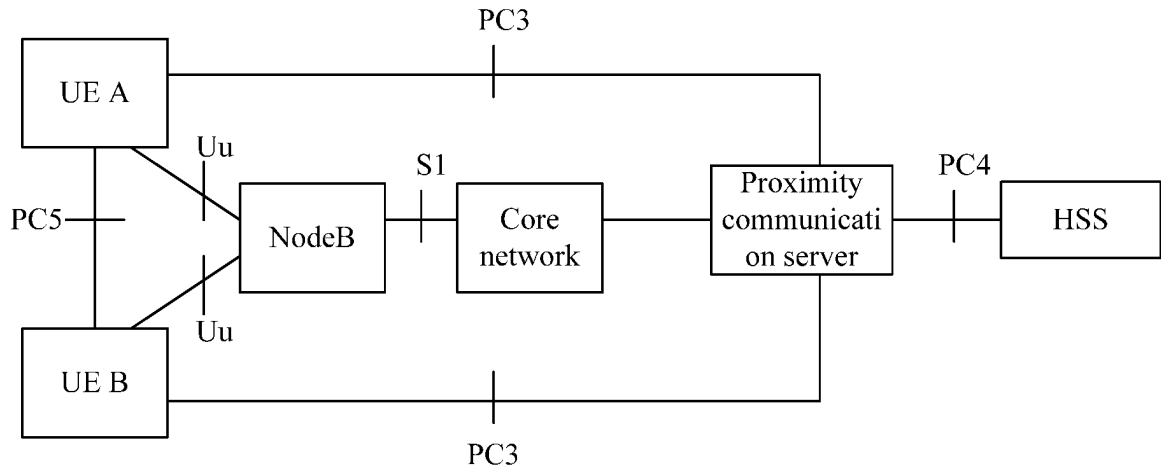 PC3
UE A
Uu
S1
PC4
Proximity
communicati
on server
HSS
Core
network
NodeB
PC5
Uu
UE B
PC3